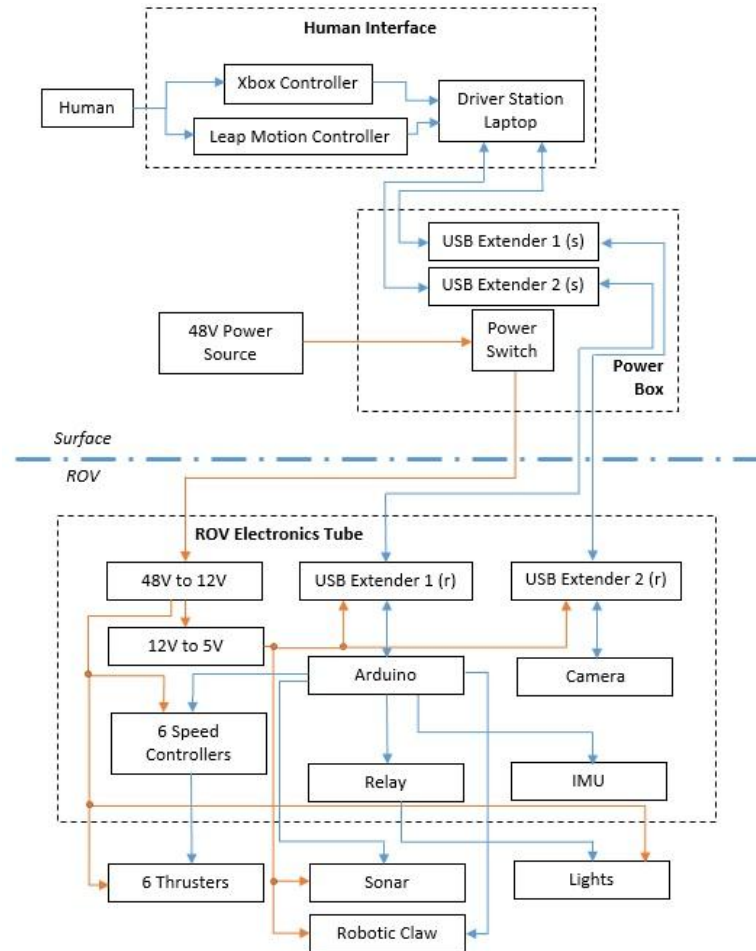 Human Interface
Xbox Controller
Human
Leap Motion Controller
Driver Station
Laptop
USB Extender 1 (s)
USB Extender 2 (s)
48V Power
Source
Power
Switch
Power
Box
Surface
ROV
ROV Electronics Tube
48V to 12V
USB Extender 1 (r)
USB Extender 2 (r)
12V to 5V
Arduino
Camera
6 Speed
Controllers
Relay
IMU
6 Thrusters
Sonar
Lights
Robotic Claw